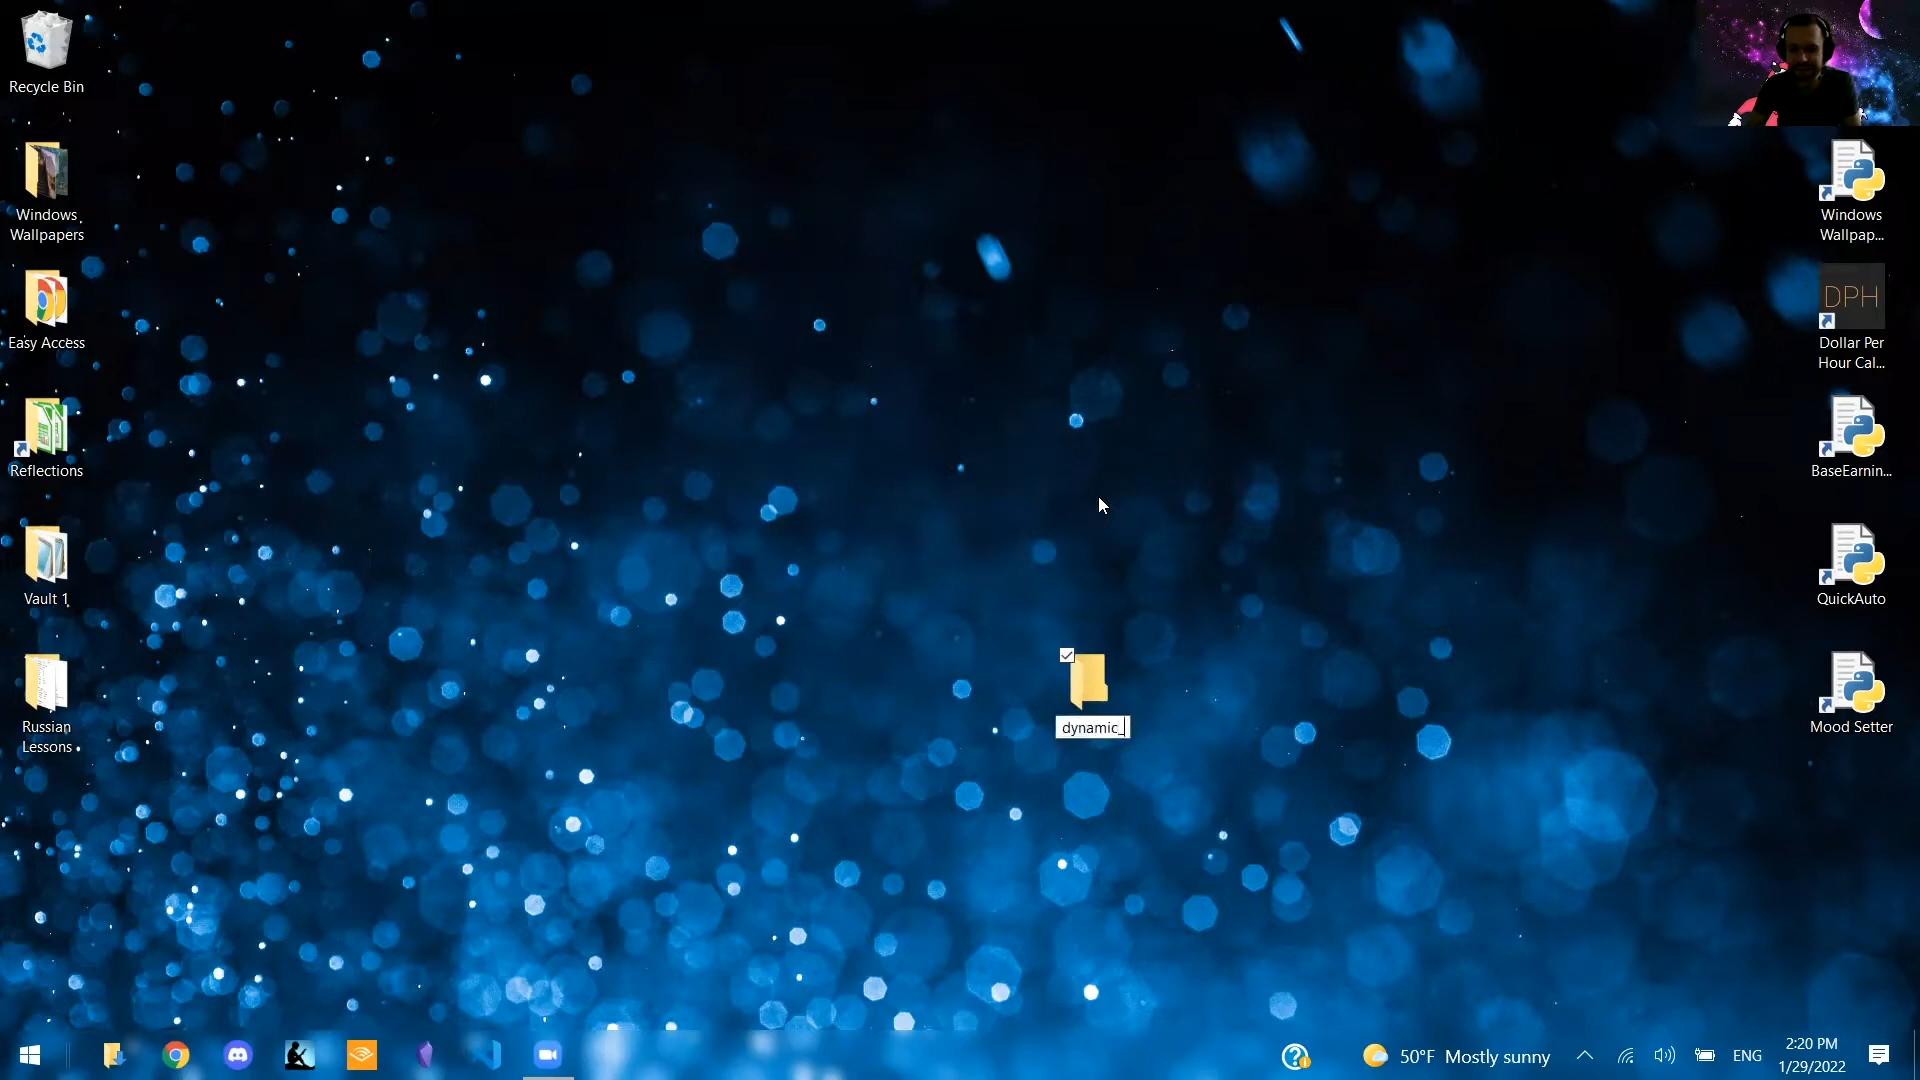 Recycle Bin
Windows
Wallpapers
Easy Access
Reflections
Vault 1
Russian
Lessons
Windows
Wallpap...
DPH
Dollar Per
Hour Cal...
BaseEarnin...
QuickAuto
Mood Setter
dynamic_
50°F Mostly sunny
ENG
2:20 PM
1/29/2022